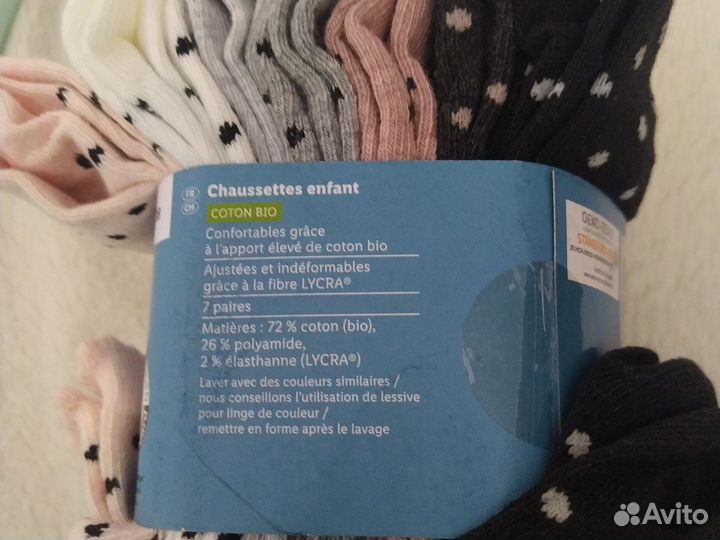 FR
CH
Chaussettes enfant
COTON BIO
Confortables grâce
à l'apport élevé de coton bio
Ajustées et indéformables
grâce à la fibre LYCRA®
7 paires
Matières : 72 % coton (bio),
26 % polyamide,
2 % élasthanne (LYCRA®)
Laver avec des couleurs similaires /
nous conseillons l'utilisation de lessive
pour linge de couleur /
remettre en forme après le lavage
OEKO
Avito